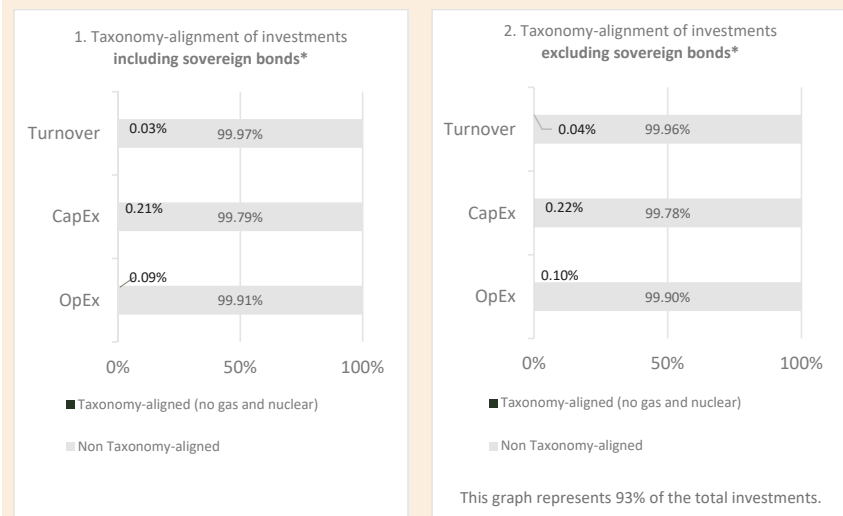 1. Taxonomy-alignment of investments
including sovereign bonds*
Turnover
0.03%
99.97%
CapEx
0.21%
99.79%
OpEx
0.09%
99.91%
0%
50%
100%
Taxonomy-aligned (no gas and nuclear)
Non Taxonomy-aligned
2. Taxonomy-alignment of investments
excluding sovereign bonds*
Turnover
0.04%
99.96%
CapEx
0.22%
99.78%
0.10%
OpEx
99.90%
0%
50%
100%
Taxonomy-aligned (no gas and nuclear)
Non Taxonomy-aligned
This graph represents 93% of the total investments.